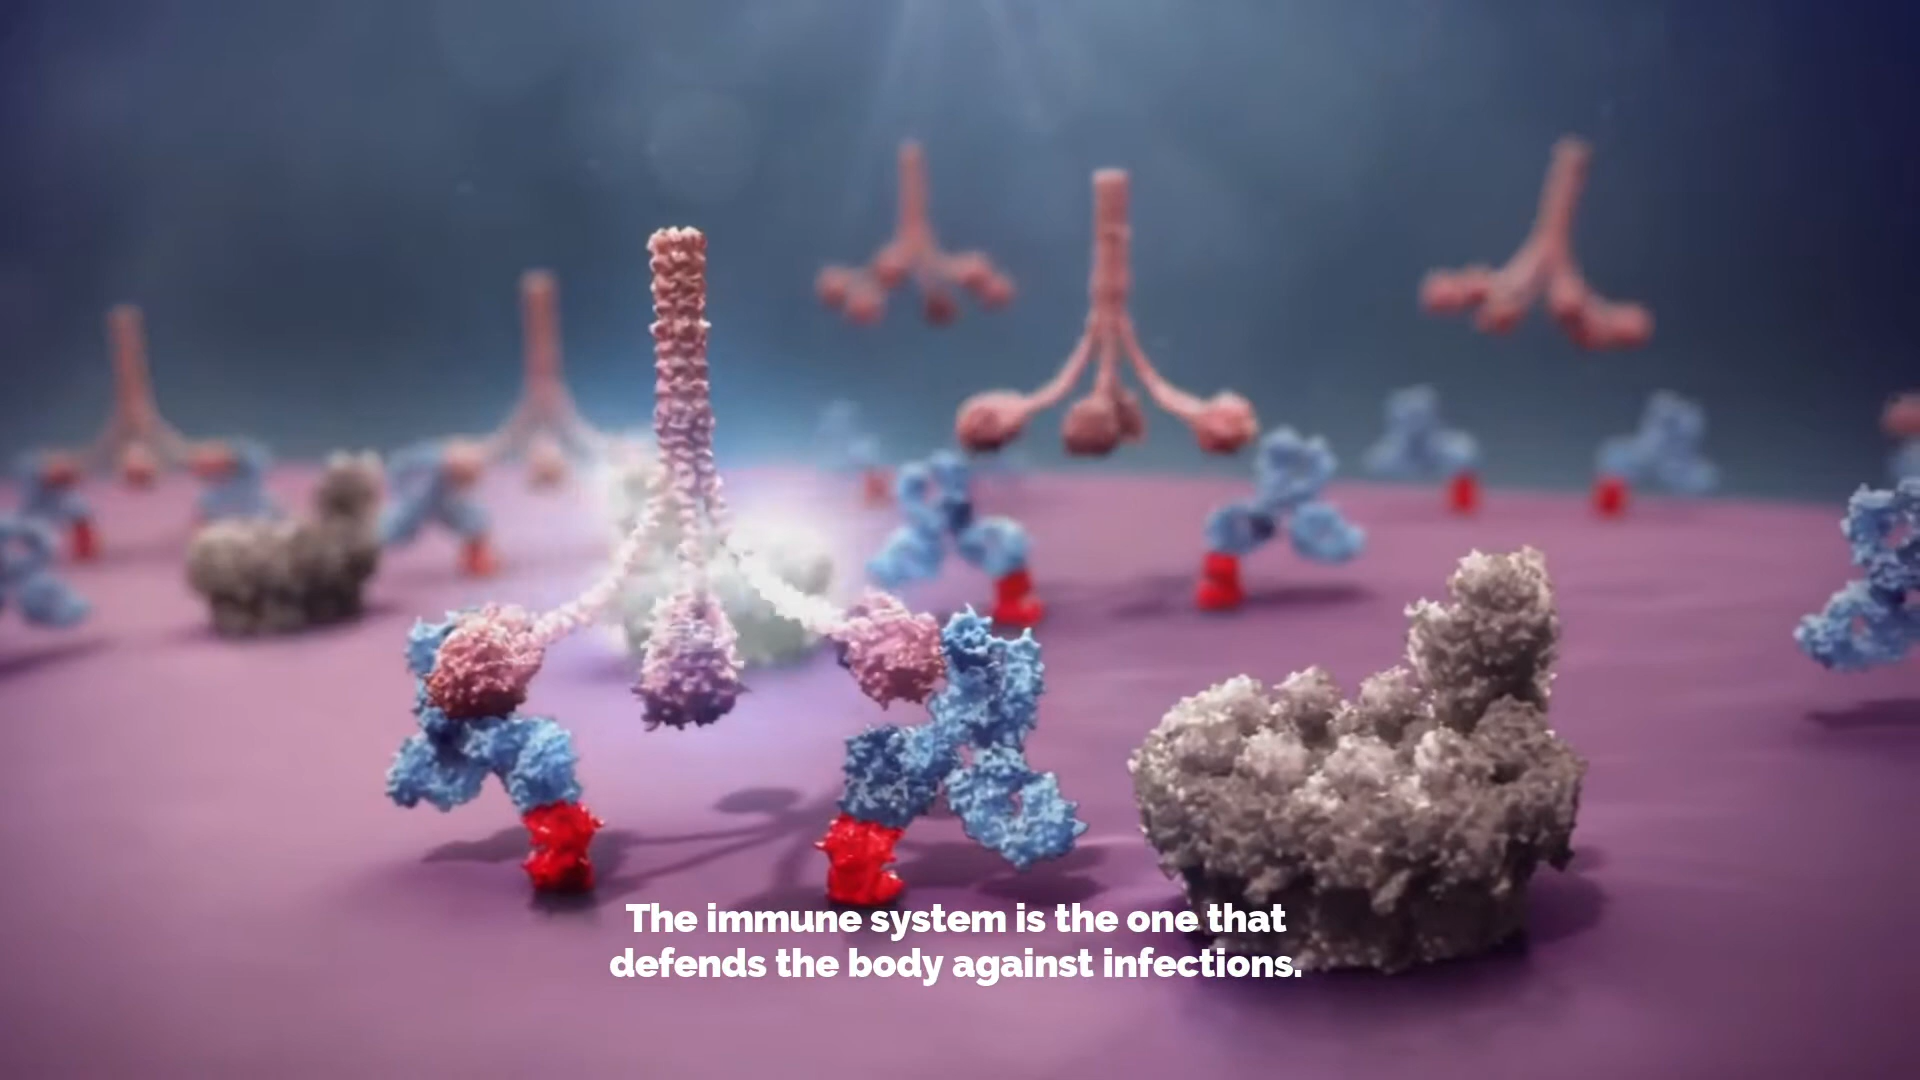 The immune system is the one that
defends the body against infections.